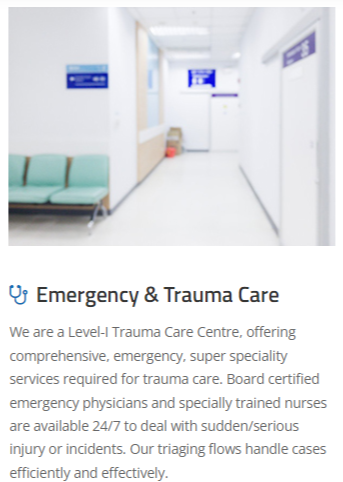 Emergency & Trauma Care
We are a Level-I Trauma Care Centre, offering
comprehensive, emergency, super speciality
services required for trauma care. Board certified
emergency physicians and specially trained nurses
are available 24/7 to deal with sudden/serious
injury or incidents. Our triaging flows handle cases
efficiently and effectively.